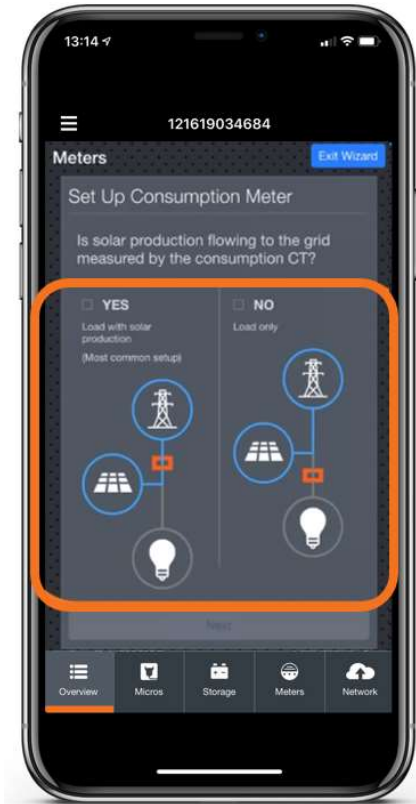 13:14
121619034684
Meters
Exit Wizard
Set Up Consumption Meter
Is solar production flowing to the grid
measured by the consumption CT?
YES
Load with solar
production
(Most common setup)
NO
Load only
Next
Overview
Micros
Storage
Meters
Network